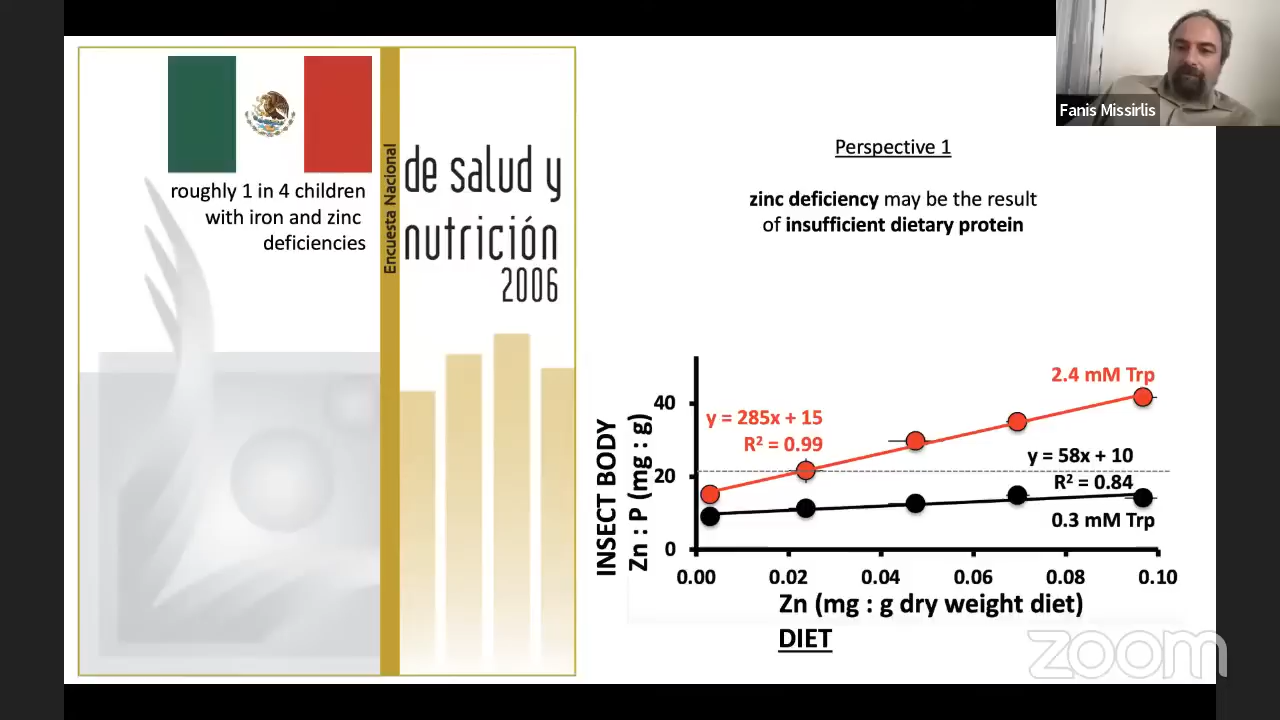 roughly 1 in 4 children
with iron and zinc
deficiencies
Encuesta Nacional
de salud y
nutrición
2006
Fanis Missirlis
Perspective 1
zinc deficiency may be the result
of insufficient dietary protein
INSECT BODY
Zn : P (mg : g)
40
20
0
y = 285x + 15
R² = 0.99
2.4 mM Trp
y = 58x + 10
R² = 0.84
0.3 mM Trp
0.00 0.02 0.04 0.06 0.08 0.10
Zn (mg : g dry weight diet)
DIET
zoom